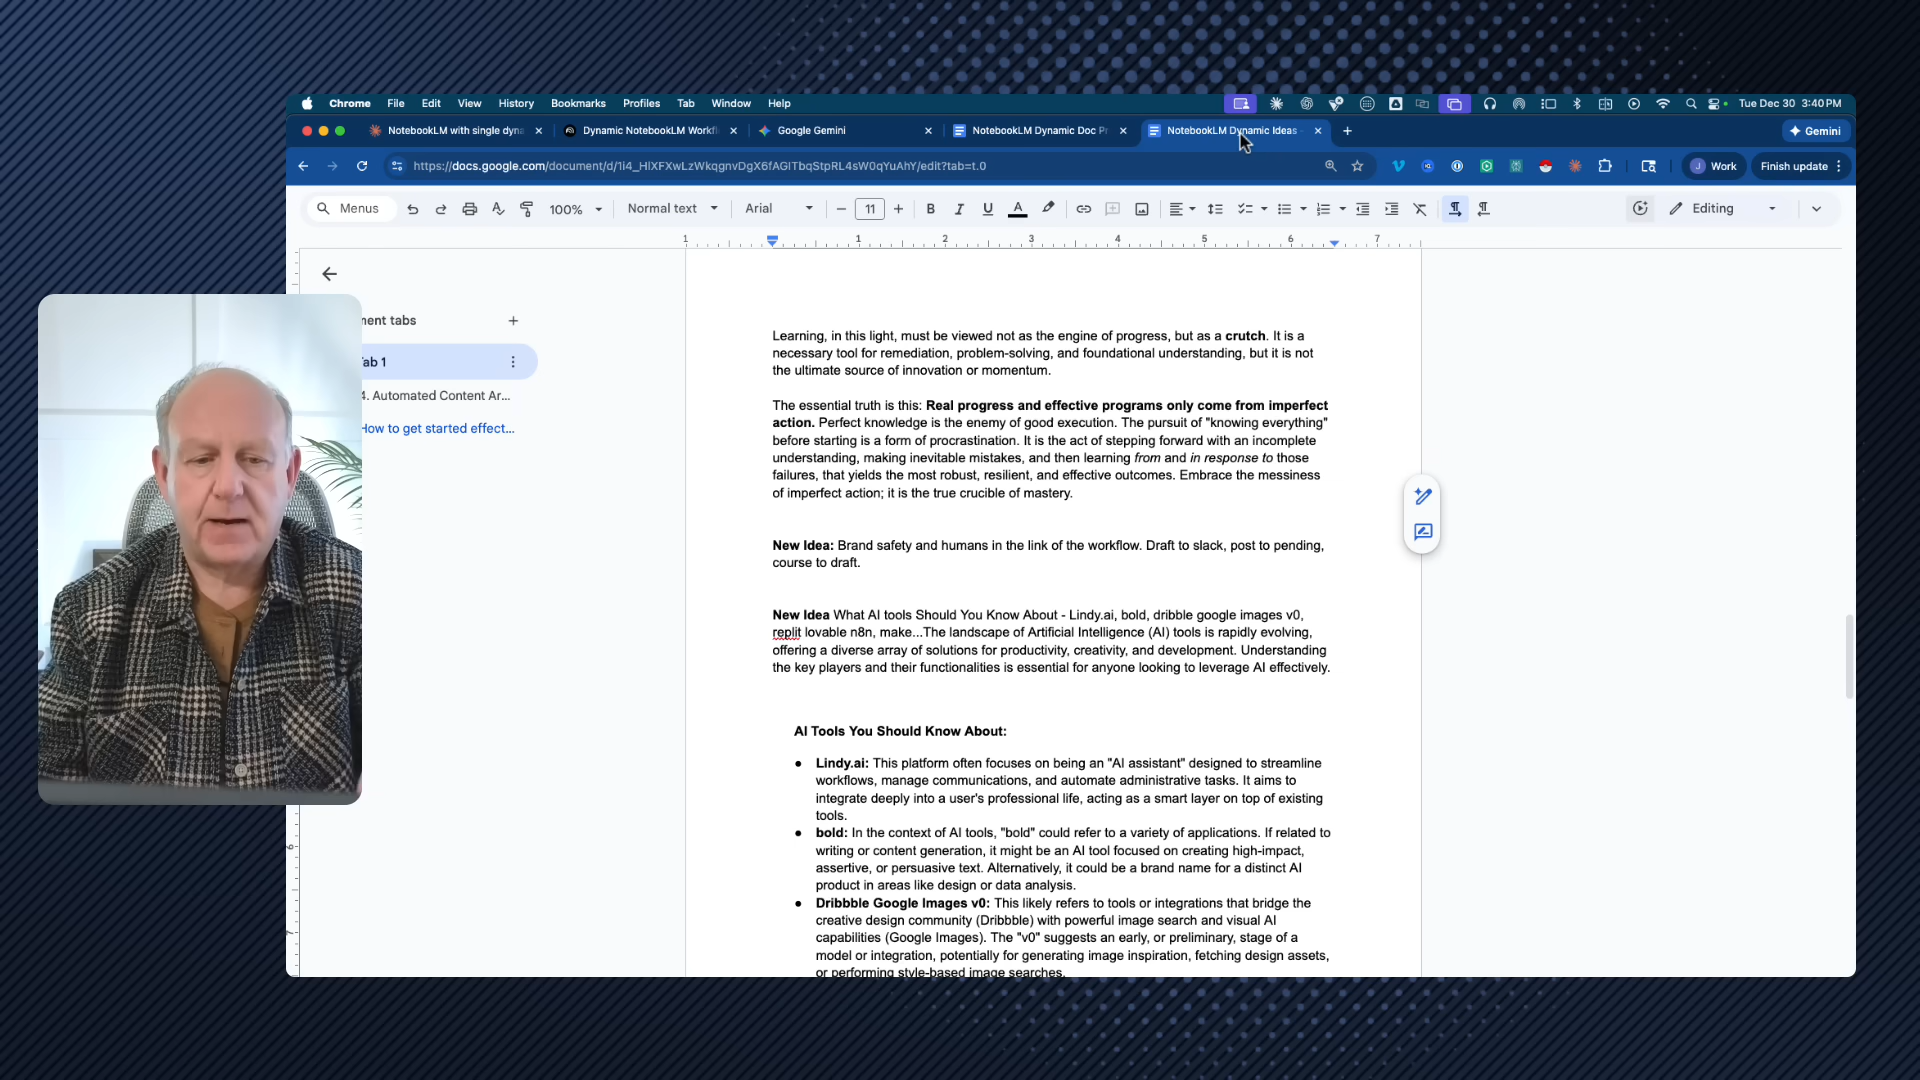 Chrome File Edit View History Bookmarks Profiles Tab Window Help Tue Dec 30 3:40 PM
NotebookLM with single dyna Dynamic NotebookLM Workfl Google Gemini NotebookLM Dynamic Doc Pr NotebookLM Dynamic Ideas Gemini
https://docs.google.com/document/d/1i4_HlXFXwLzWkqgnvDgX6fAGlTbqStpRL4sW0qYuAhY/edit?tab=t.0 J Work Finish update
Menus 100% Normal text Arial 11 B I U A Editing
1 1 2 3 4 5 6 7
ment tabs
Tab 1
4. Automated Content Ar...
How to get started effect...
Learning, in this light, must be viewed not as the engine of progress, but as a crutch. It is a
necessary tool for remediation, problem-solving, and foundational understanding, but it is not
the ultimate source of innovation or momentum.
The essential truth is this: Real progress and effective programs only come from imperfect
action. Perfect knowledge is the enemy of good execution. The pursuit of "knowing everything"
before starting is a form of procrastination. It is the act of stepping forward with an incomplete
understanding, making inevitable mistakes, and then learning from and in response to those
failures, that yields the most robust, resilient, and effective outcomes. Embrace the messiness
of imperfect action; it is the true crucible of mastery.
New Idea: Brand safety and humans in the link of the workflow. Draft to slack, post to pending,
course to draft.
New Idea What AI tools Should You Know About - Lindy.ai, bold, dribble google images v0,
replit lovable n8n, make...The landscape of Artificial Intelligence (AI) tools is rapidly evolving,
offering a diverse array of solutions for productivity, creativity, and development. Understanding
the key players and their functionalities is essential for anyone looking to leverage AI effectively.
AI Tools You Should Know About:
● Lindy.ai: This platform often focuses on being an "AI assistant" designed to streamline
workflows, manage communications, and automate administrative tasks. It aims to
integrate deeply into a user's professional life, acting as a smart layer on top of existing
tools.
● bold: In the context of AI tools, "bold" could refer to a variety of applications. If related to
writing or content generation, it might be an AI tool focused on creating high-impact,
assertive, or persuasive text. Alternatively, it could be a brand name for a distinct AI
product in areas like design or data analysis.
● Dribbble Google Images v0: This likely refers to tools or integrations that bridge the
creative design community (Dribbble) with powerful image search and visual AI
capabilities (Google Images). The "v0" suggests an early, or preliminary, stage of a
model or integration, potentially for generating image inspiration, fetching design assets,
or performing style-based image searches.